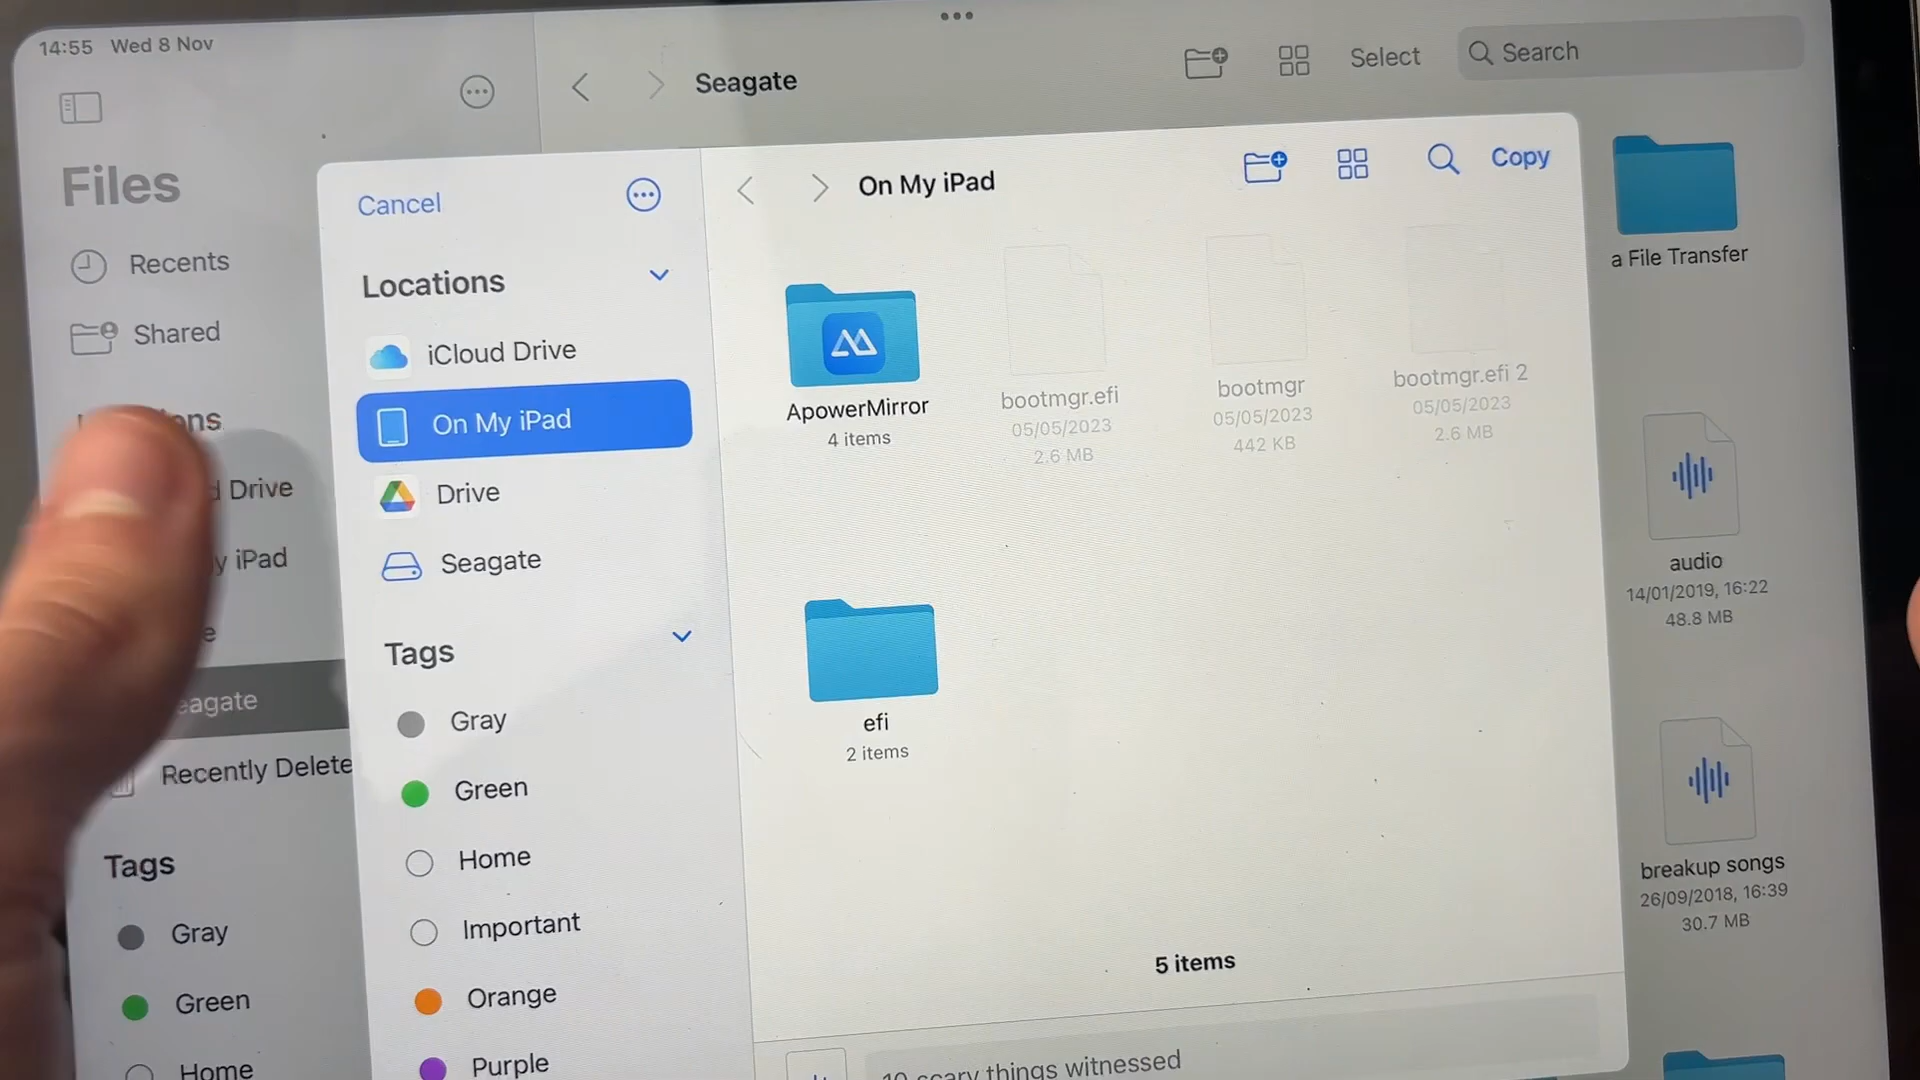 14:55 Wed 8 Nov
Files
Recents
Shared
Drive
iPad
Seagate
Recently Delete
Tags
Gray
Green
Home
Seagate
Select
Search
Cancel
Locations
iCloud Drive
On My iPad
Drive
Seagate
Tags
Gray
Green
Home
Important
Orange
Purple
On My iPad
Copy
ApowerMirror
4 items
bootmgr.efi
05/05/2023
2.6 MB
bootmgr
05/05/2023
442 KB
bootmgr.efi 2
05/05/2023
2.6 MB
efi
2 items
5 items
10 scary things witnessed
a File Transfer
audio
14/01/2019, 16:22
48.8 MB
breakup songs
26/09/2018, 16:39
30.7 MB